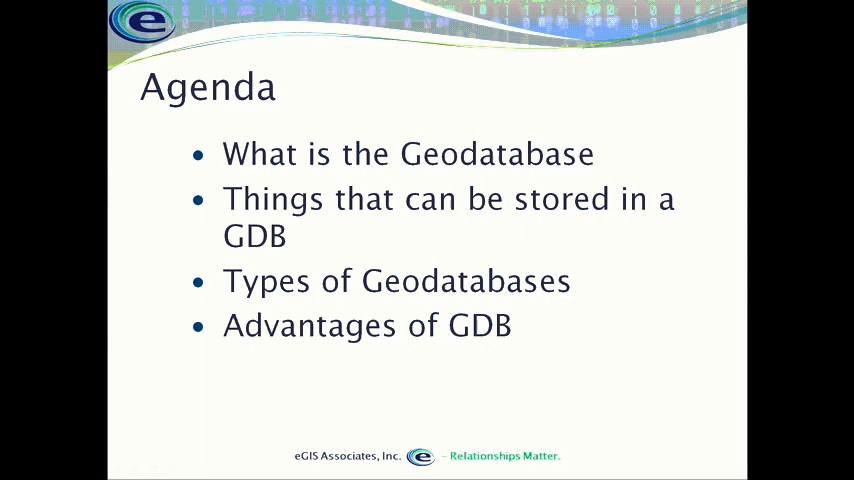 e
Agenda
• What is the Geodatabase
• Things that can be stored in a
GDB
• Types of Geodatabases
• Advantages of GDB
eGIS Associates, Inc. e – Relationships Matter.